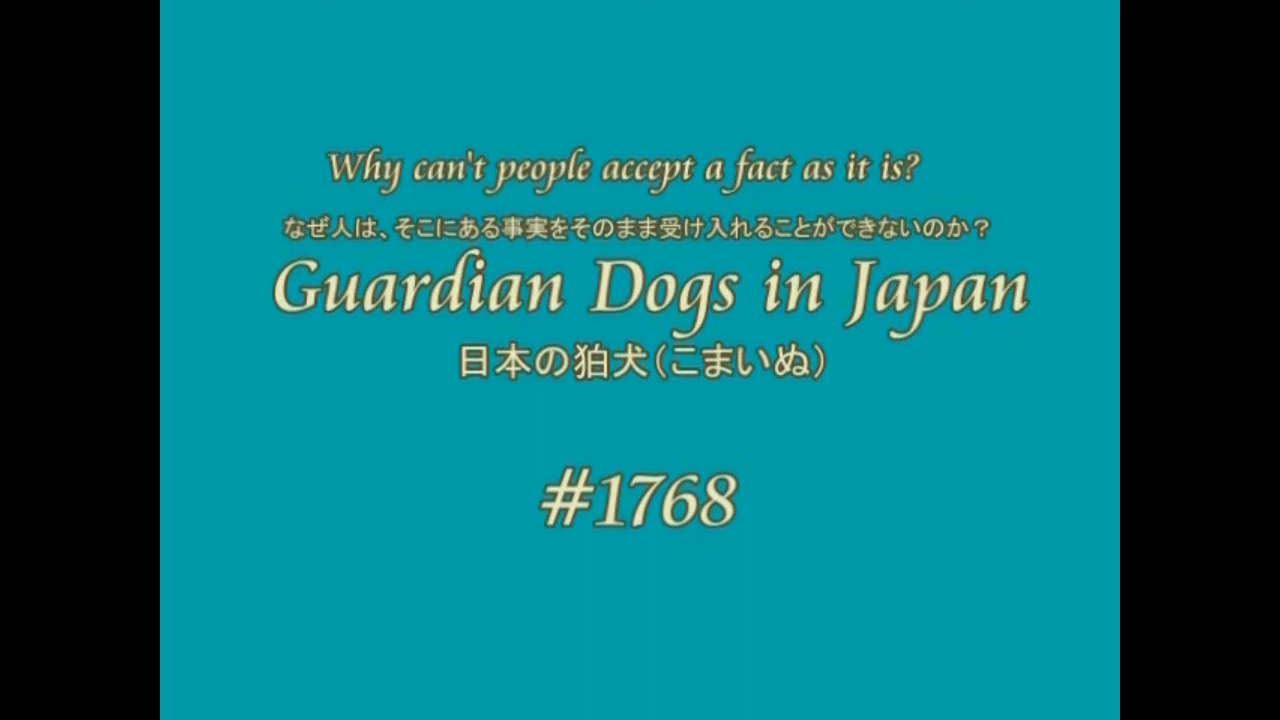 Why can't people accept a fact as it is?
なぜ人は、そこにある事実をそのまま受け入れることができないのか？
Guardian Dogs in Japan
日本の狛犬（こまいぬ）
#1768